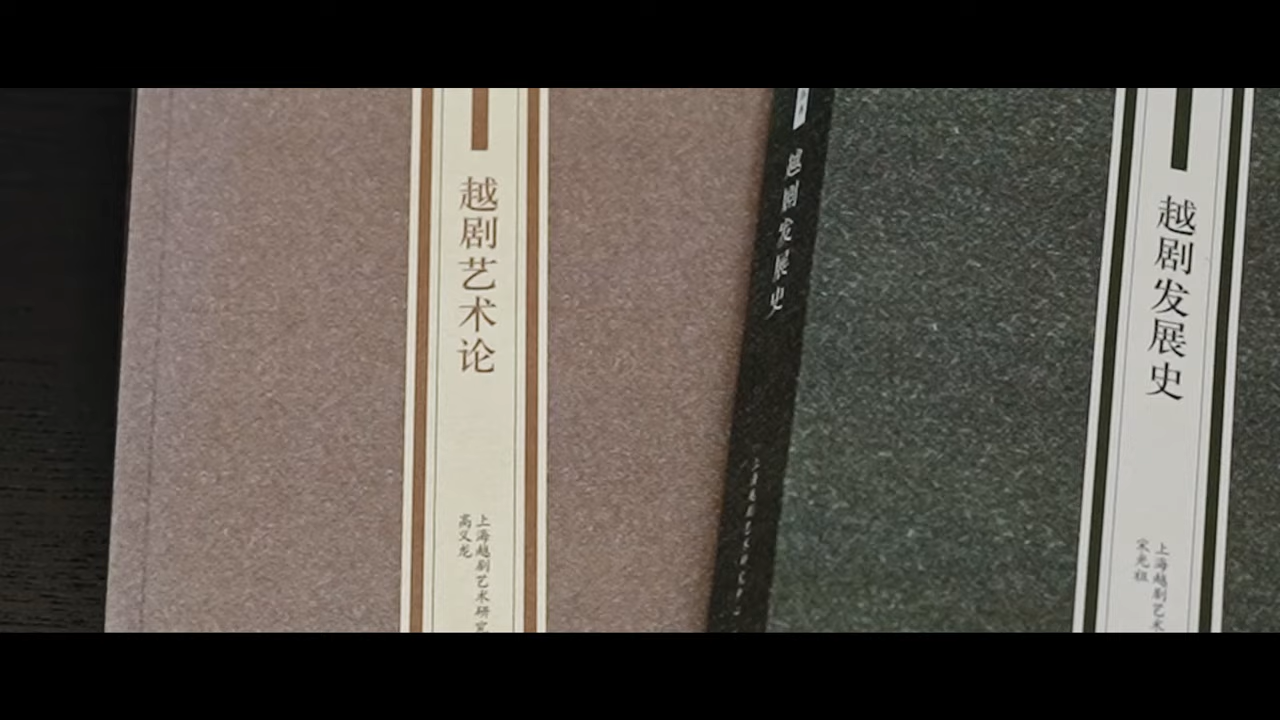 越剧艺术论
上海越剧艺术研究
高义龙
越剧发展史
越剧发展史
上海越剧艺术
宋光祖